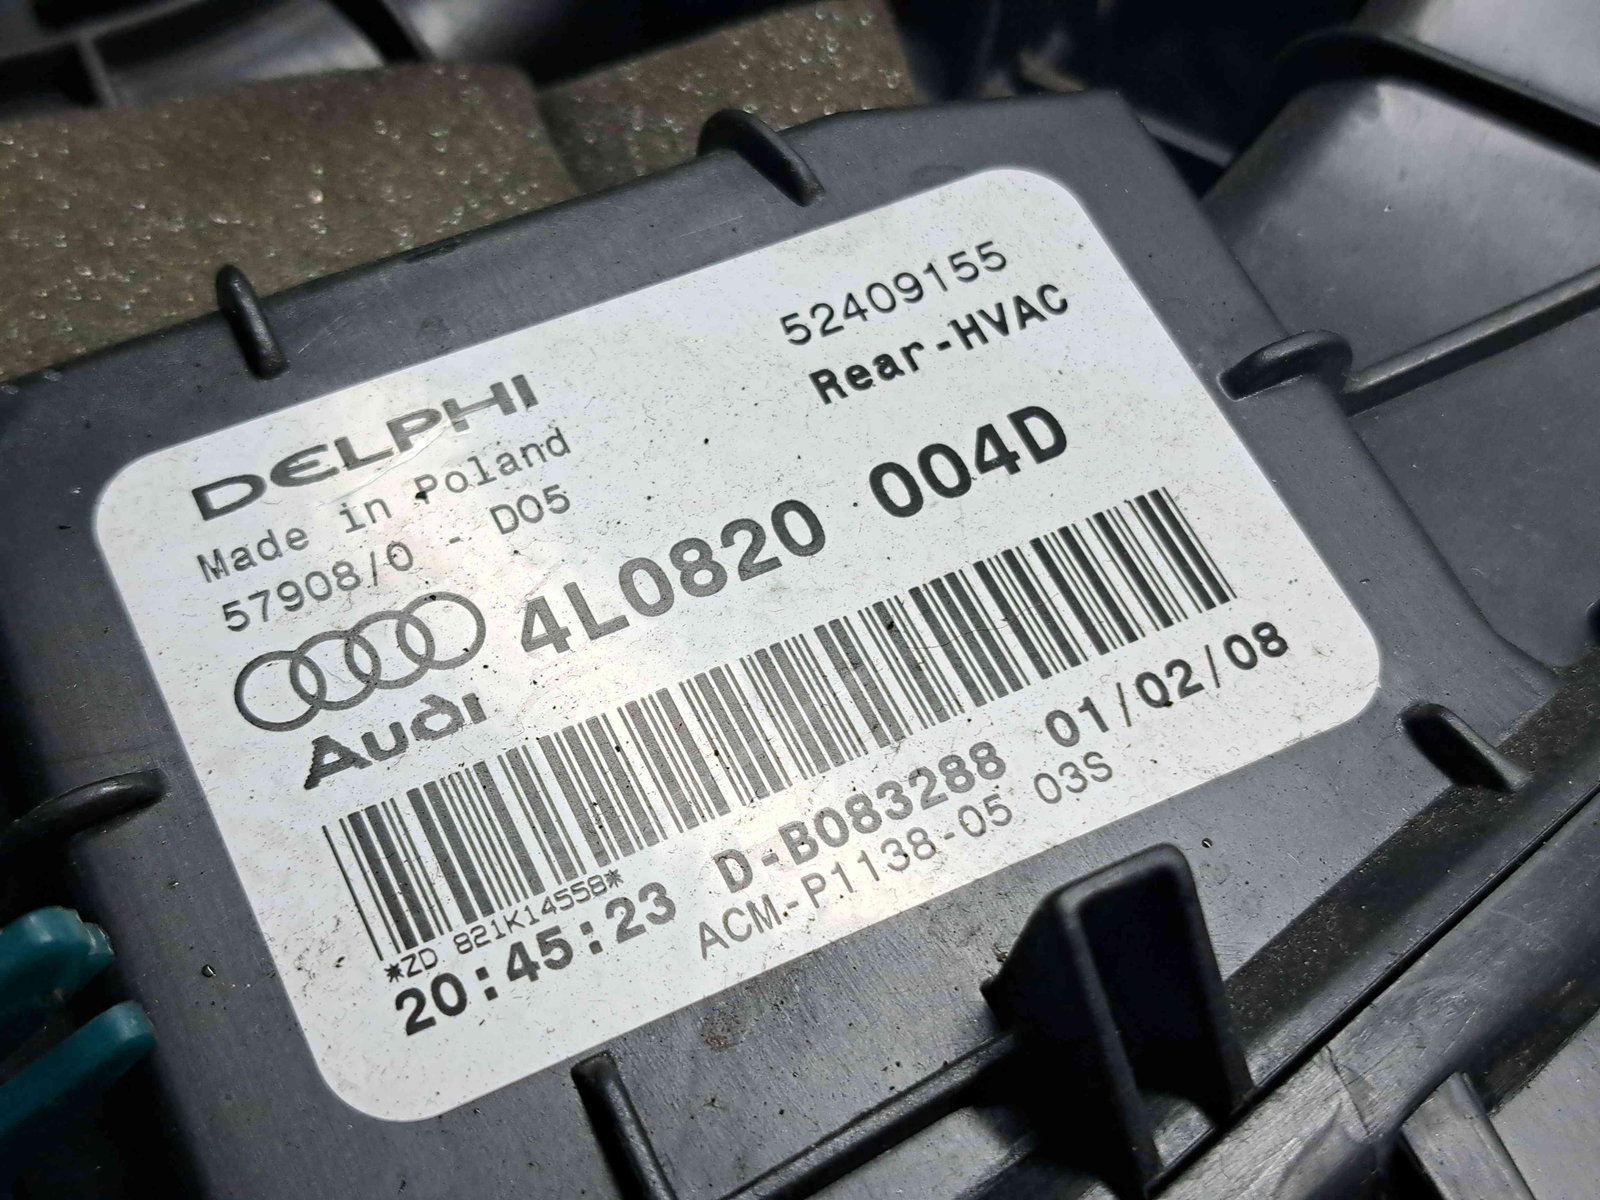 52409155
Rear-HVAC
DELPHI
Made in Poland
57908/0 - D05
4L0820 004D
Audi
*ZD 821K14558*
20:45:23 D-B083288 01/02/08
ACM-P1138-05 03S